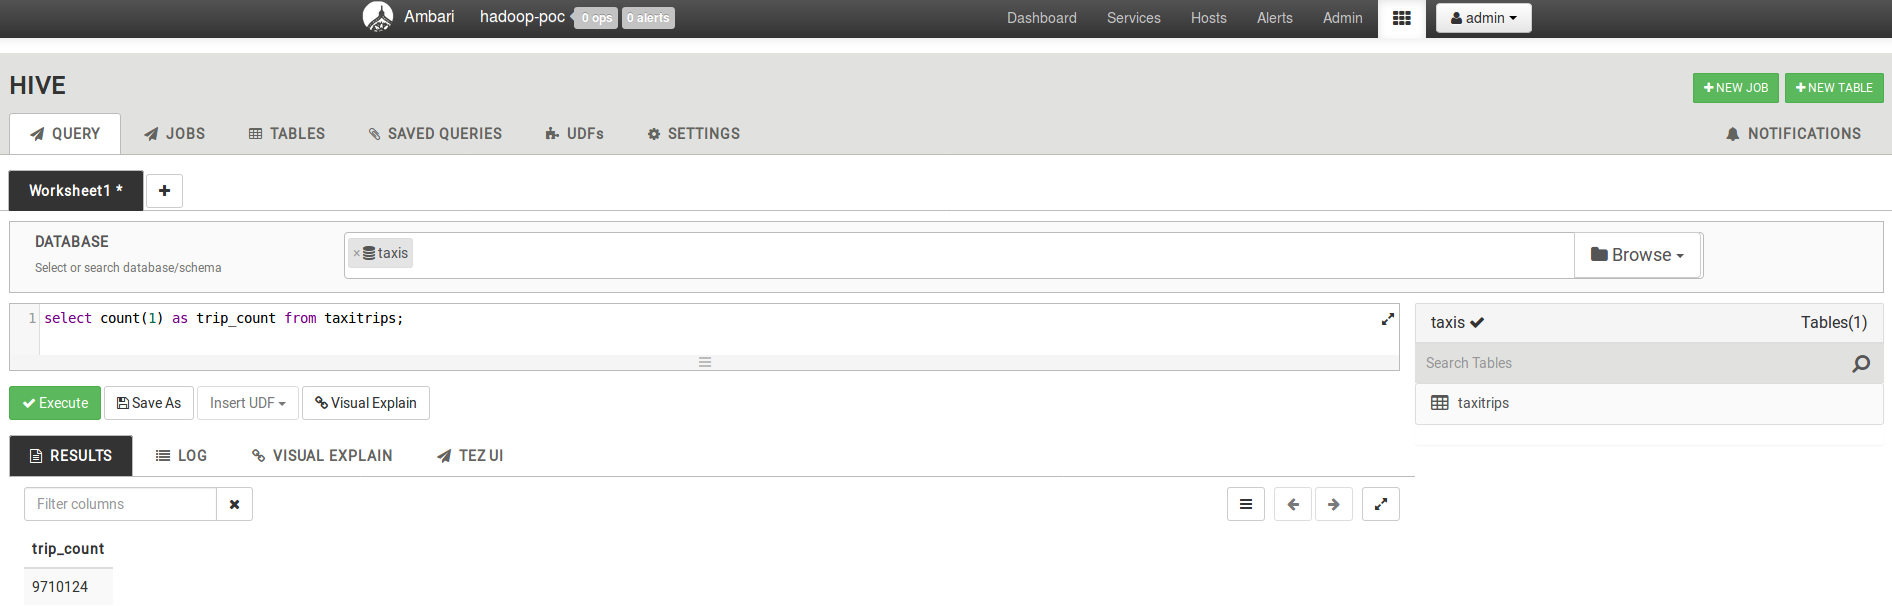 Ambari hadoop-poc 0 ops 0 alerts Dashboard Services Hosts Alerts Admin admin
HIVE
NEW JOB NEW TABLE
QUERY JOBS TABLES SAVED QUERIES UDFs SETTINGS NOTIFICATIONS
Worksheet1 *
DATABASE
Select or search database/schema
× taxis
Browse
1 select count(1) as trip_count from taxitrips;
taxis Tables(1)
Search Tables
taxitrips
Execute Save As Insert UDF Visual Explain
RESULTS LOG VISUAL EXPLAIN TEZ UI
Filter columns
trip_count
9710124